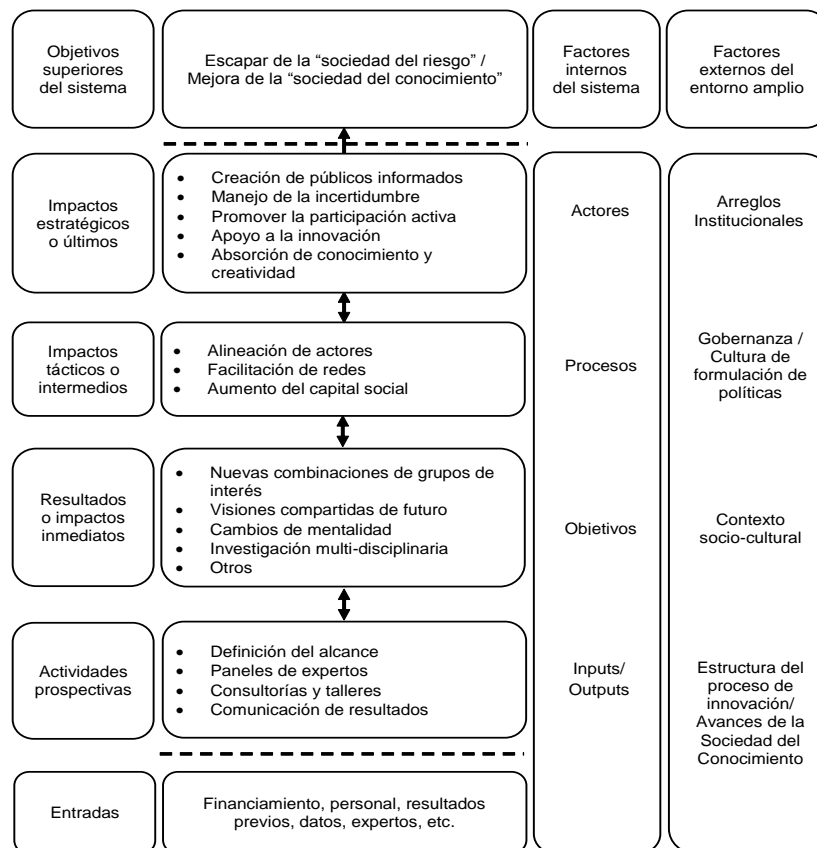 Objetivos
superiores
del sistema
Escapar de la “sociedad del riesgo” /
Mejora de la “sociedad del conocimiento”
Factores
internos
del sistema
Factores
externos del
entorno amplio
Impactos
estratégicos
o últimos
• Creación de públicos informados
• Manejo de la incertidumbre
• Promover la participación activa
• Apoyo a la innovación
• Absorción de conocimiento y
creatividad
Actores
Arreglos
Institucionales
Impactos
tácticos o
intermedios
• Alineación de actores
• Facilitación de redes
• Aumento del capital social
Procesos
Gobernanza /
Cultura de
formulación de
políticas
Resultados
o impactos
inmediatos
• Nuevas combinaciones de grupos de
interés
• Visiones compartidas de futuro
• Cambios de mentalidad
• Investigación multi-disciplinaria
• Otros
Objetivos
Contexto
socio-cultural
Actividades
prospectivas
• Definición del alcance
• Paneles de expertos
• Consultorías y talleres
• Comunicación de resultados
Inputs/
Outputs
Estructura del
proceso de
innovación/
Avances de la
Sociedad del
Conocimiento
Entradas
Financiamiento, personal, resultados
previos, datos, expertos, etc.